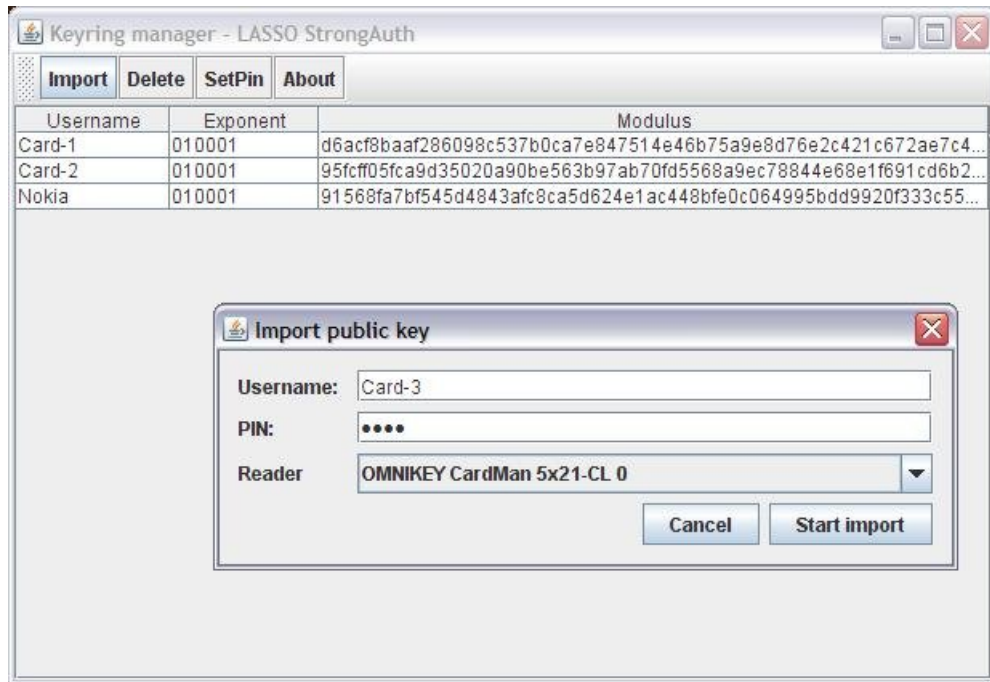 Keyring manager - LASSO StrongAuth
Import Delete SetPin About
Username Exponent Modulus
Card-1 010001 d6acf8baaf286098c537b0ca7e847514e46b75a9e8d76e2c421c672ae7c4...
Card-2 010001 95fcff05fca9d35020a90be563b97ab70fd5568a9ec78844e68e1f691cd6b2...
Nokia 010001 91568fa7bf545d4843afc8ca5d624e1ac448bfe0c064995bdd9920f333c55...
Import public key
Username: Card-3
PIN: ••••
Reader OMNIKEY CardMan 5x21-CL 0
Cancel Start import